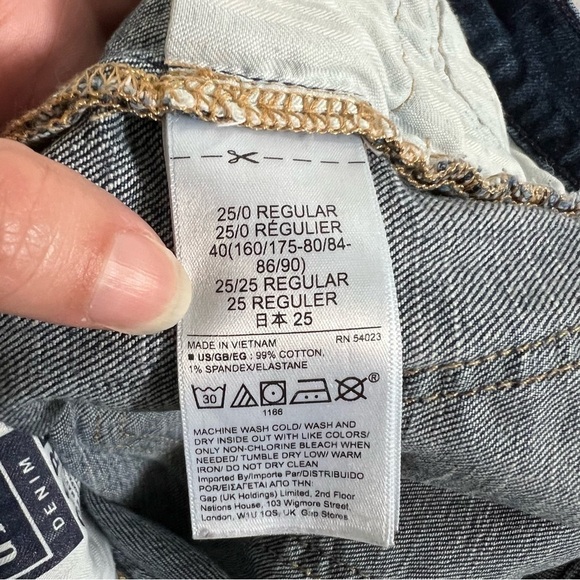 25/0 REGULAR
25/0 RÉGULIER
40(160/175-80/84-
86/90)
25/25 REGULAR
25 REGULER
日本 25
MADE IN VIETNAM RN 54023
■ US/GB/EG: 99% COTTON,
1% SPANDEX/ELASTANE
30
®
1166
MACHINE WASH COLD/ WASH AND
DRY INSIDE OUT WITH LIKE COLORS/
ONLY NON-CHLORINE BLEACH WHEN
NEEDED/ TUMBLE DRY LOW/ WARM
IRON/ DO NOT DRY CLEAN
Imported by/Importe Par/DISTRIBUIDO
POR/ΕΙΣΑΓΕΤΑΙ ΑΠΟ ΤΗΝ:
Gap (UK Holdings) Limited, 2nd Floor
Nations House, 103 Wigmore Street,
London, W1U 1QS, UK Gap Stores
DENIM